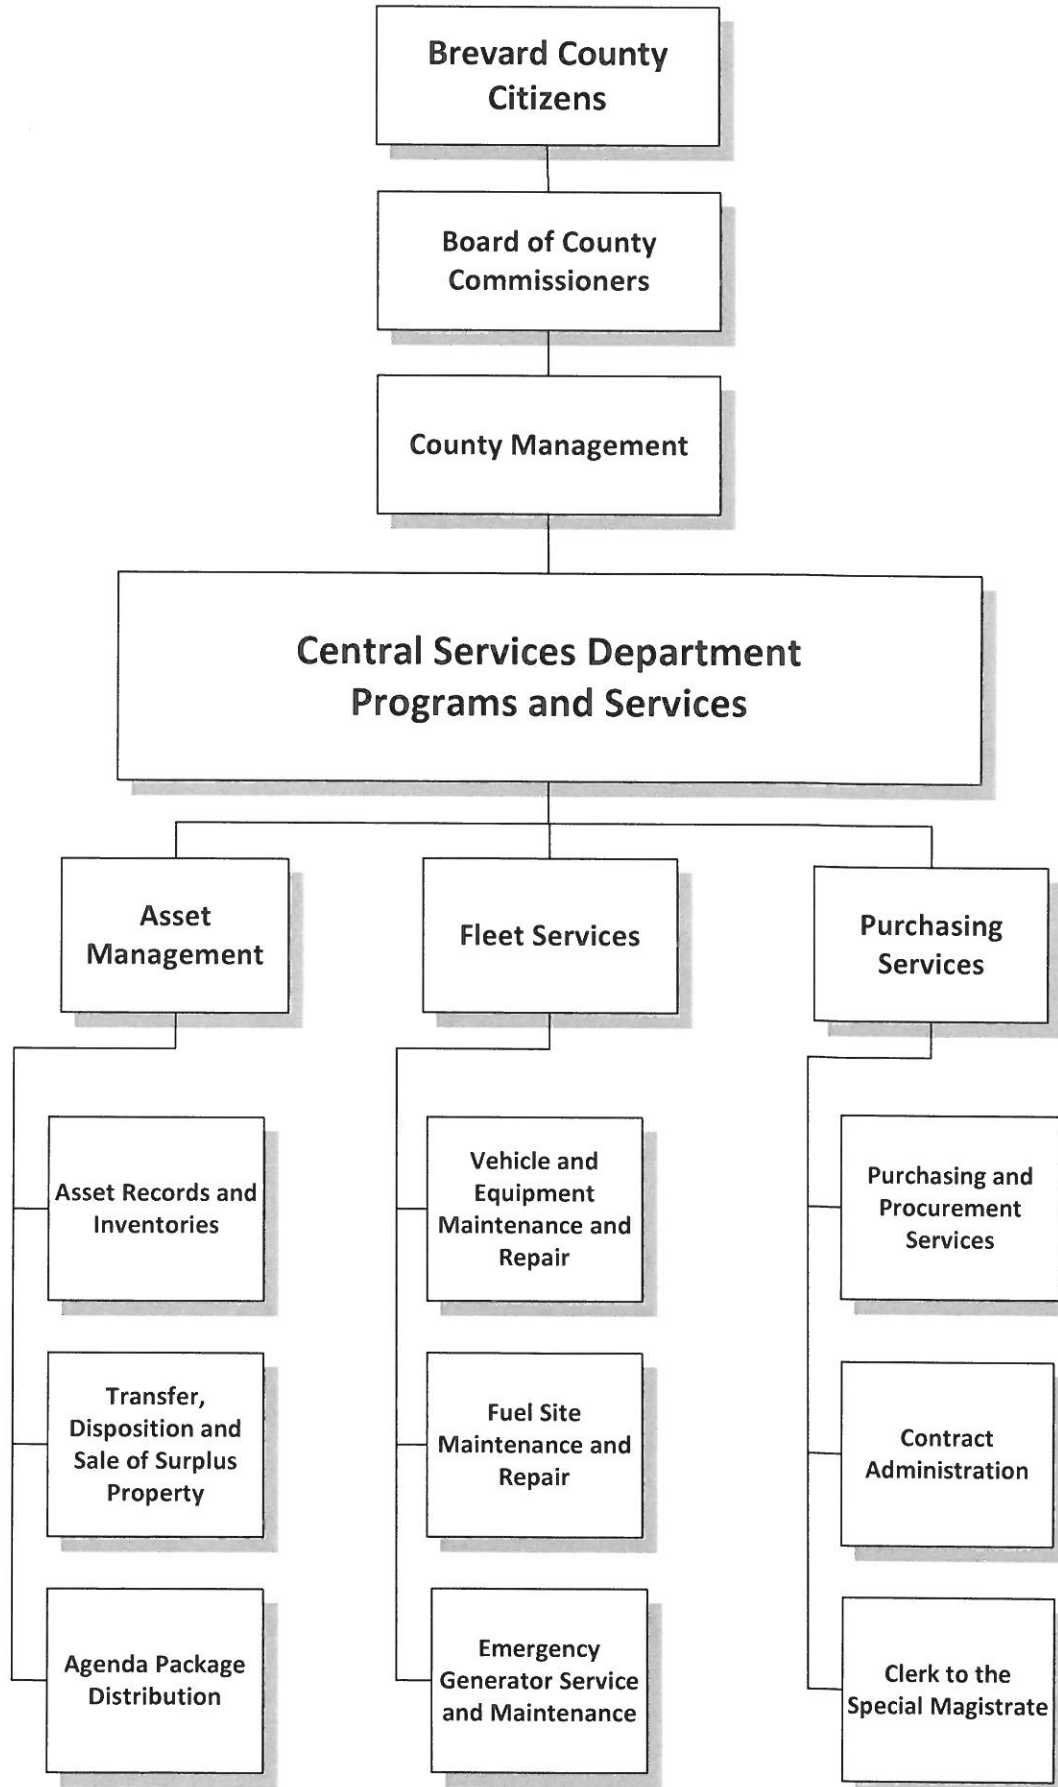 Brevard County
Citizens
Board of County
Commissioners
County Management
Central Services Department
Programs and Services
Asset
Management
Fleet Services
Purchasing
Services
Asset Records and
Inventories
Vehicle and
Equipment
Maintenance and
Repair
Purchasing and
Procurement
Services
Transfer,
Disposition and
Sale of Surplus
Property
Fuel Site
Maintenance and
Repair
Contract
Administration
Agenda Package
Distribution
Emergency
Generator Service
and Maintenance
Clerk to the
Special Magistrate